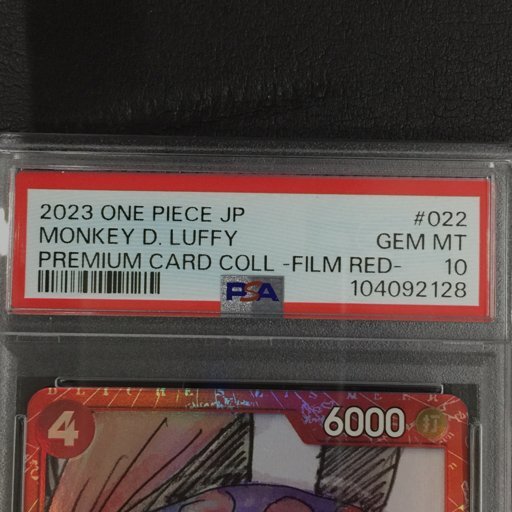 2023 ONE PIECE JP #022
MONKEY D. LUFFY GEM MT
PREMIUM CARD COLL -FILM RED- 10
PSA 104092128
4 6000